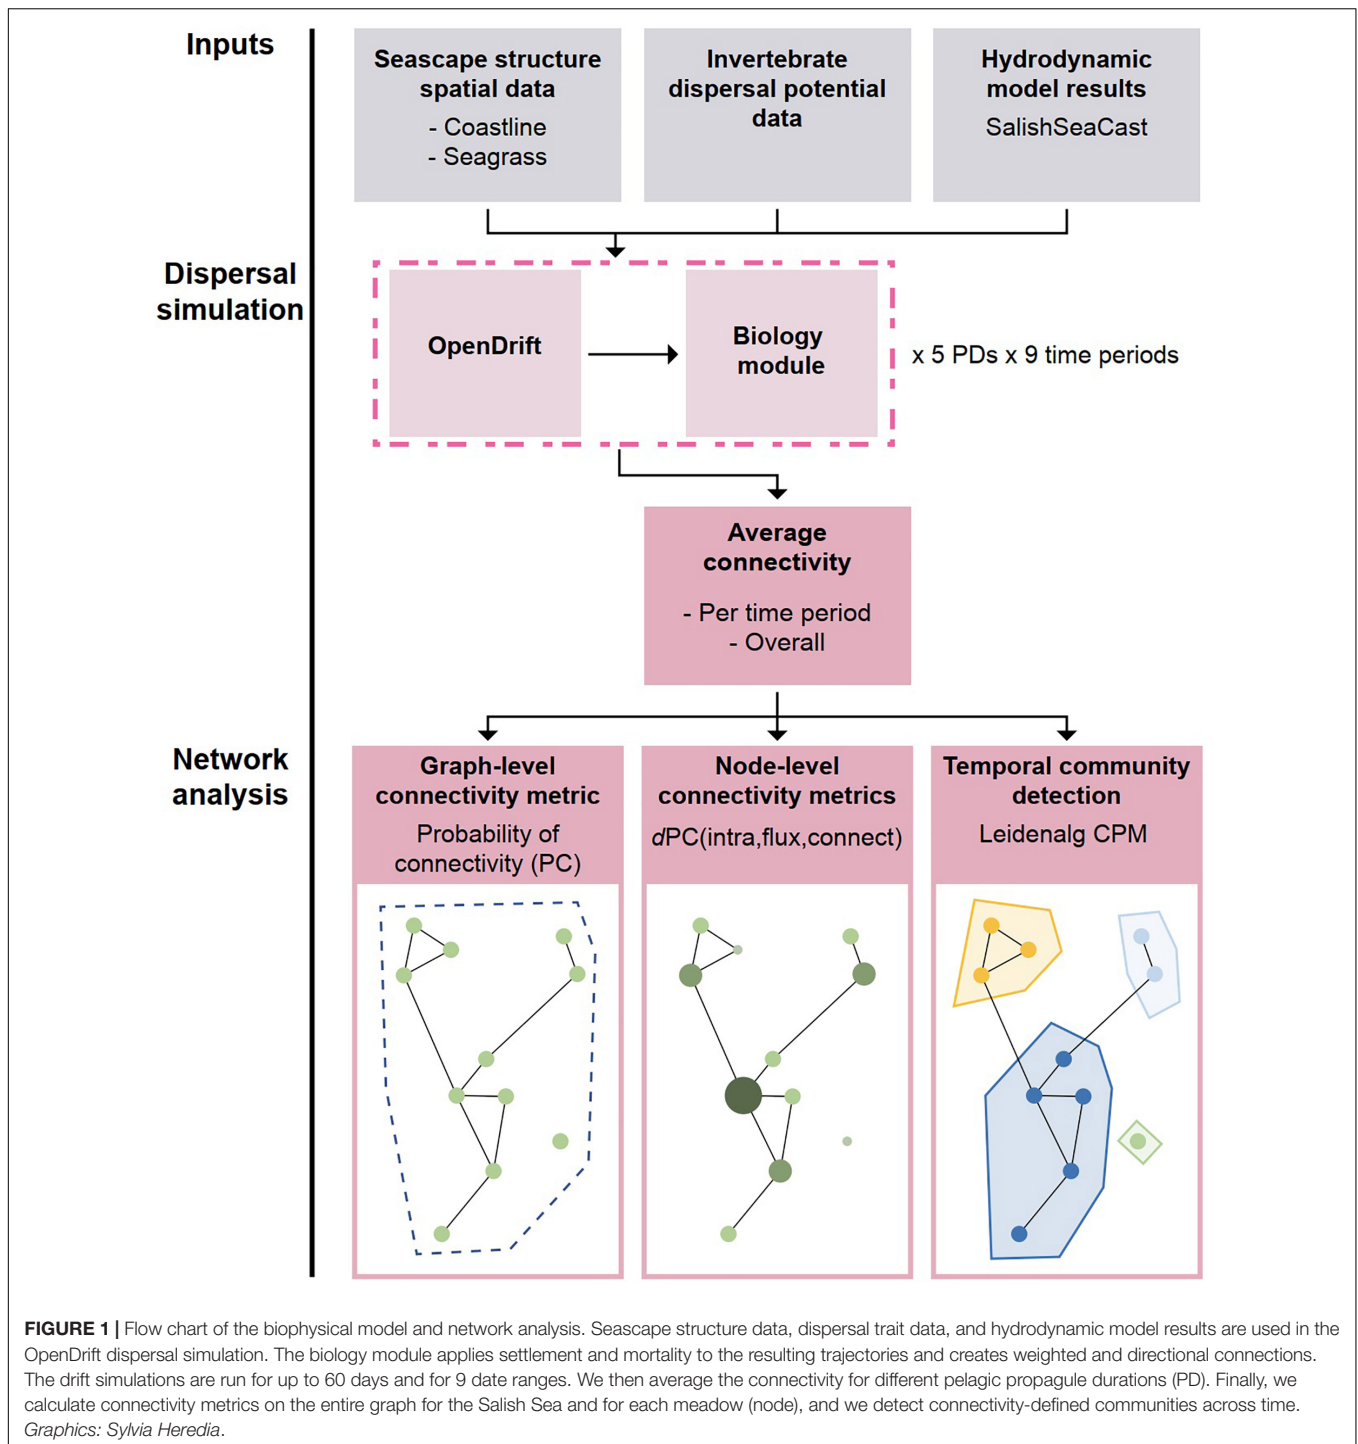 Inputs
Seascape structure
spatial data
- Coastline
- Seagrass
Invertebrate
dispersal potential
data
Hydrodynamic
model results
SalishSeaCast
Dispersal
simulation
OpenDrift
Biology
module
x 5 PDs x 9 time periods
Average
connectivity
- Per time period
- Overall
Network
analysis
Graph-level
connectivity metric
Probability of
connectivity (PC)
Node-level
connectivity metrics
dPC(intra,flux,connect)
Temporal community
detection
Leidenalg CPM
FIGURE 1 | Flow chart of the biophysical model and network analysis. Seascape structure data, dispersal trait data, and hydrodynamic model results are used in the
OpenDrift dispersal simulation. The biology module applies settlement and mortality to the resulting trajectories and creates weighted and directional connections.
The drift simulations are run for up to 60 days and for 9 date ranges. We then average the connectivity for different pelagic propagule durations (PD). Finally, we
calculate connectivity metrics on the entire graph for the Salish Sea and for each meadow (node), and we detect connectivity-defined communities across time.
Graphics: Sylvia Heredia.